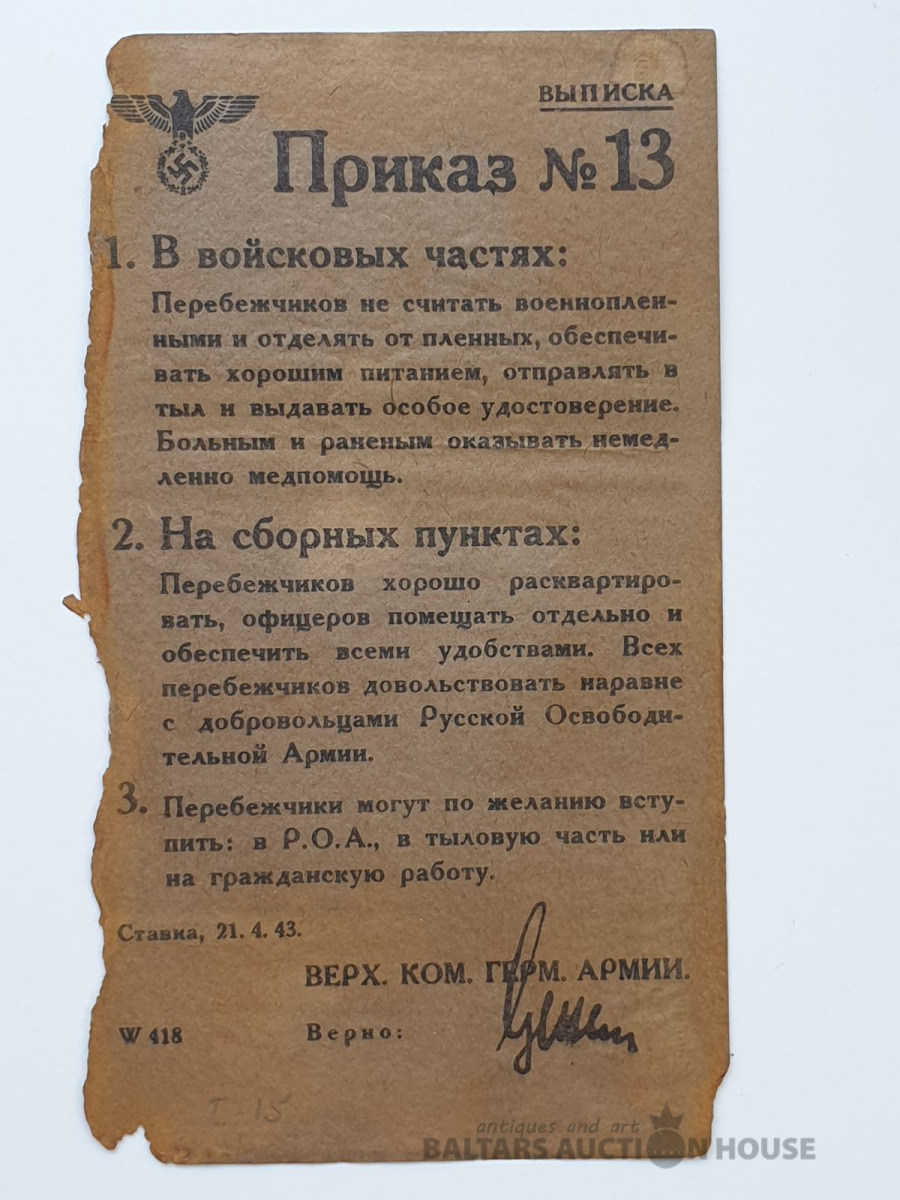 ВЫПИСКА
Приказ № 13
1. В войсковых частях:
Перебежчиков не считать военноплен-
ными и отделять от пленных, обеспечи-
вать хорошим питанием, отправлять в
тыл и выдавать особое удостоверение.
Больным и раненым оказывать немед-
ленно медпомощь.
2. На сборных пунктах:
Перебежчиков хорошо расквартиро-
вать, офицеров помещать отдельно и
обеспечить всеми удобствами. Всех
перебежчиков довольствовать наравне
с добровольцами Русской Освободи-
тельной Армии.
3. Перебежчики могут по желанию всту-
пить: в Р.О.А., в тыловую часть или
на гражданскую работу.
Ставка, 21. 4. 43.
ВЕРХ. КОМ. ГЕРМ. АРМИИ.
W 418 Верно:
I-15
antiques and art
BALTARS AUCTION HOUSE